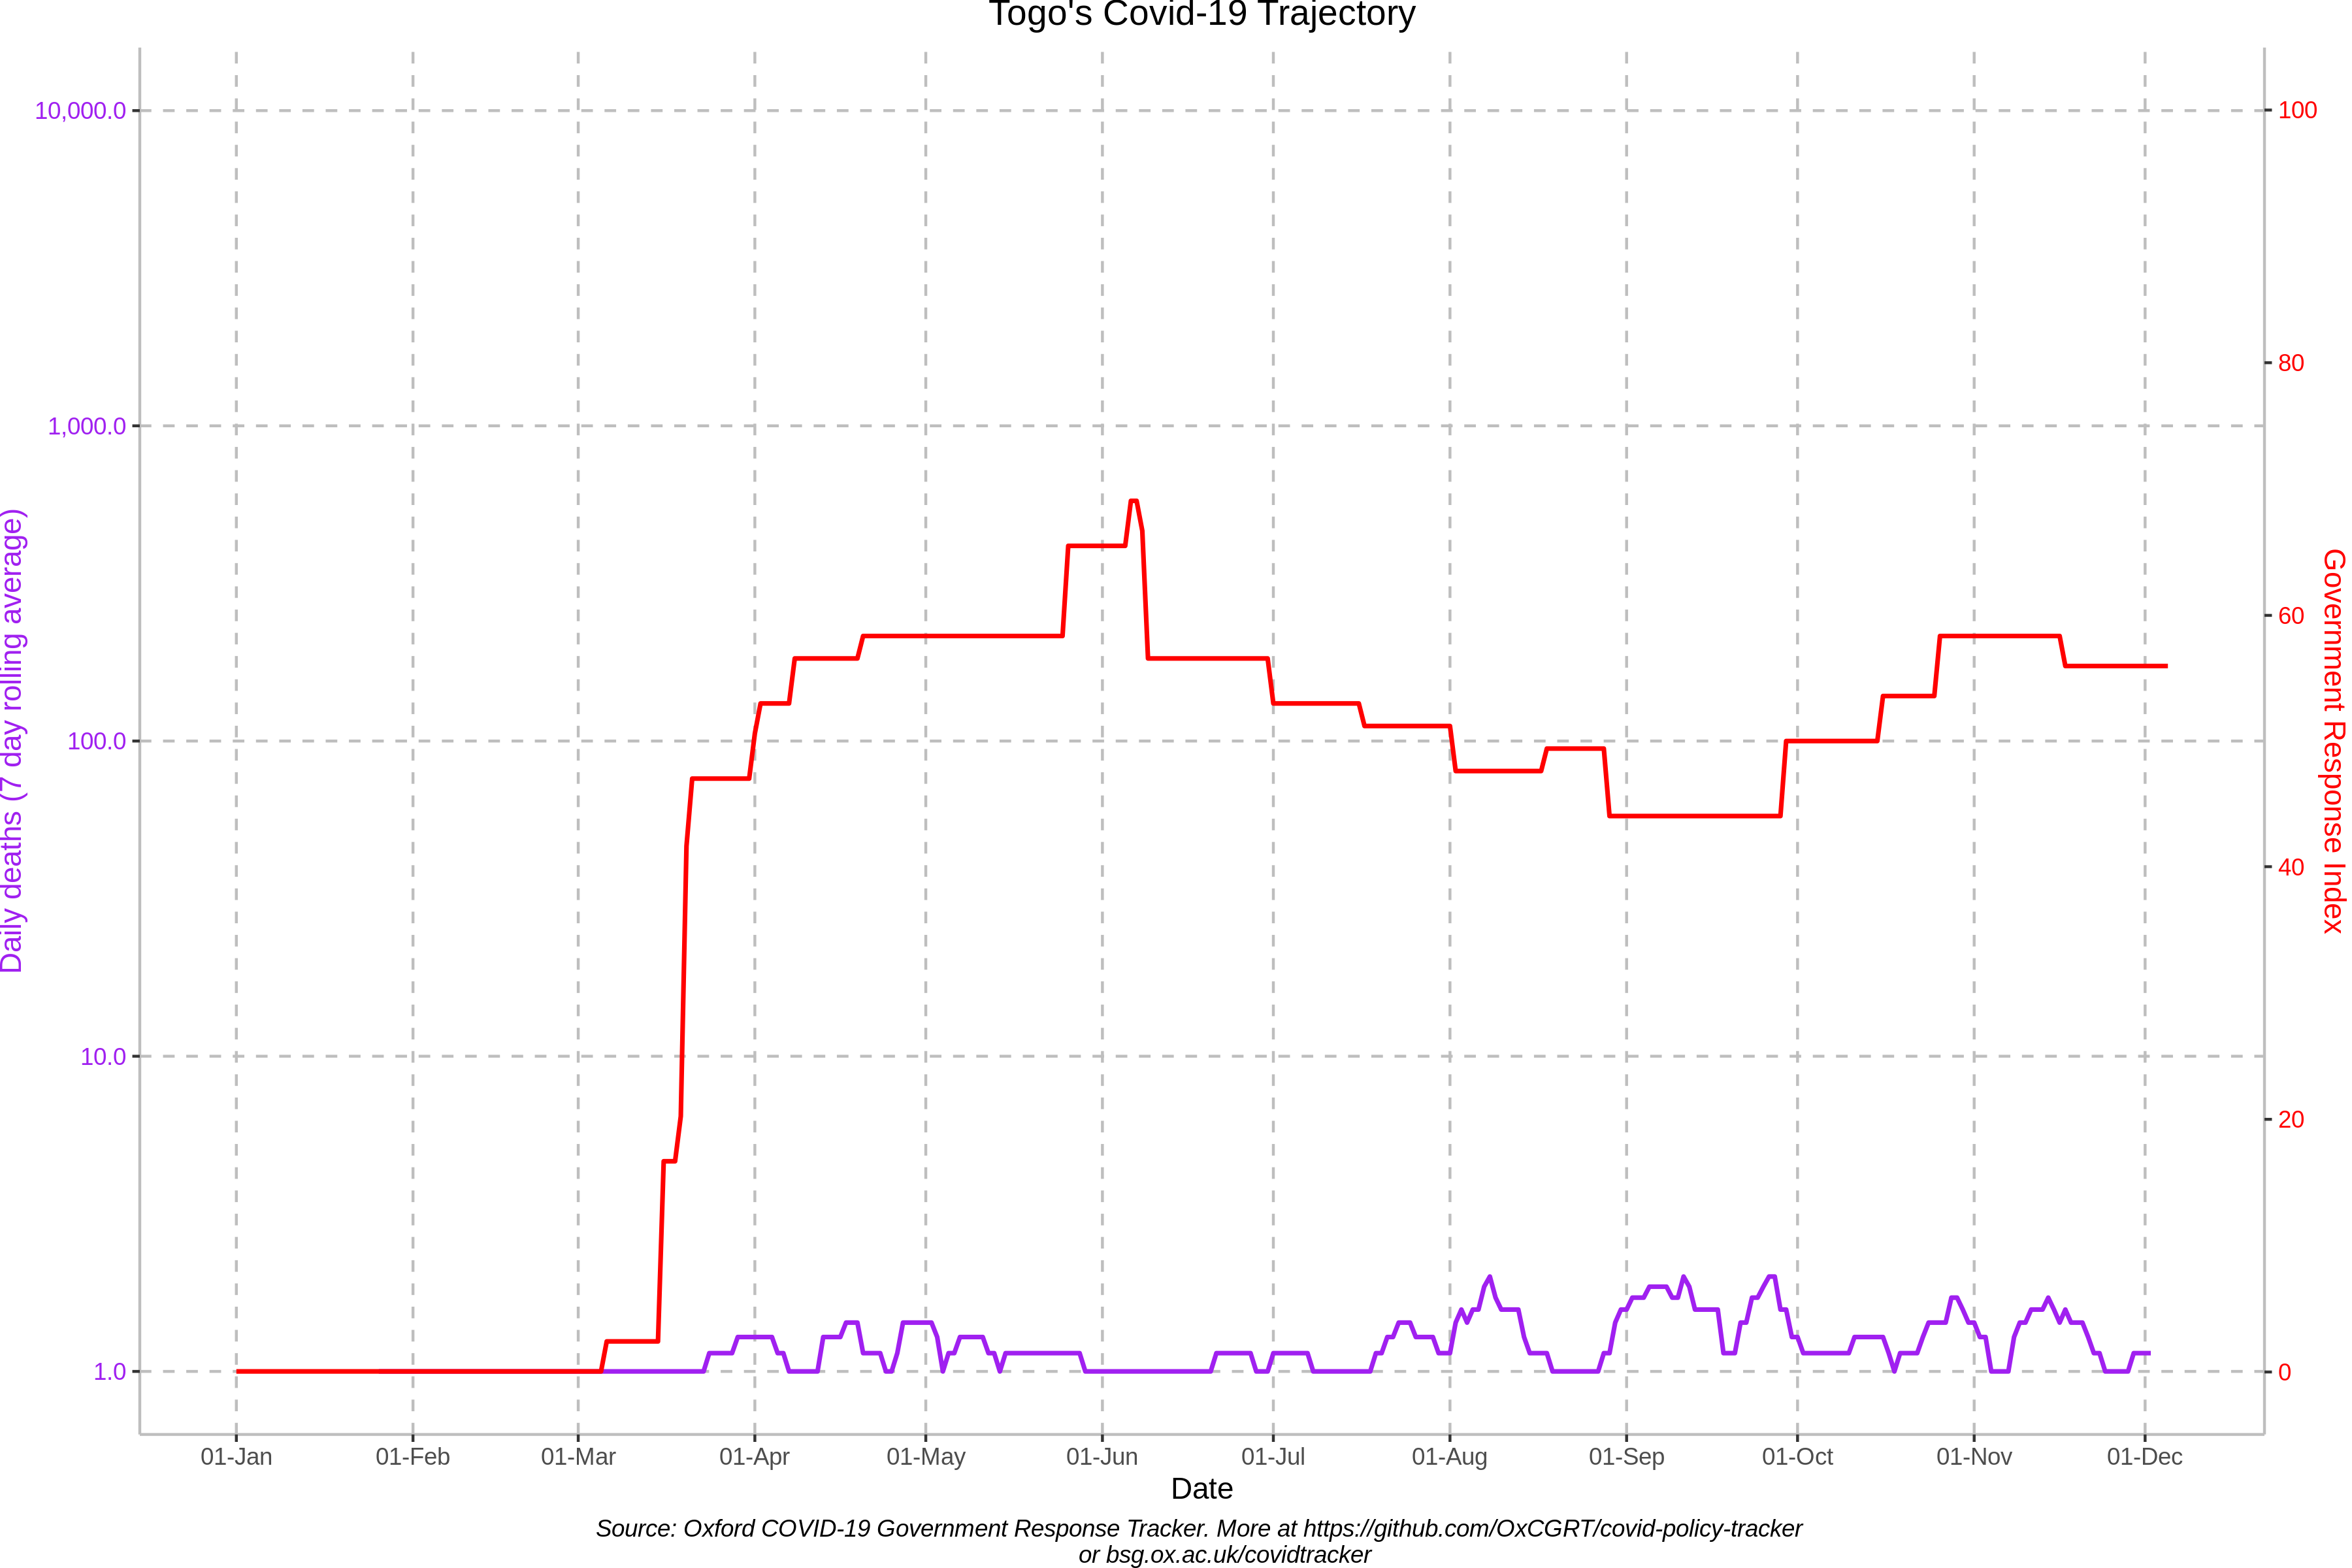 Togo's Covid-19 Trajectory
10,000.0
1,000.0
100.0
10.0
1.0
Daily deaths (7 day rolling average)
100
80
60
40
20
0
Government Response Index
01-Jan 01-Feb 01-Mar 01-Apr 01-May 01-Jun 01-Jul 01-Aug 01-Sep 01-Oct 01-Nov 01-Dec
Date
Source: Oxford COVID-19 Government Response Tracker. More at https://github.com/OxCGRT/covid-policy-tracker
or bsg.ox.ac.uk/covidtracker